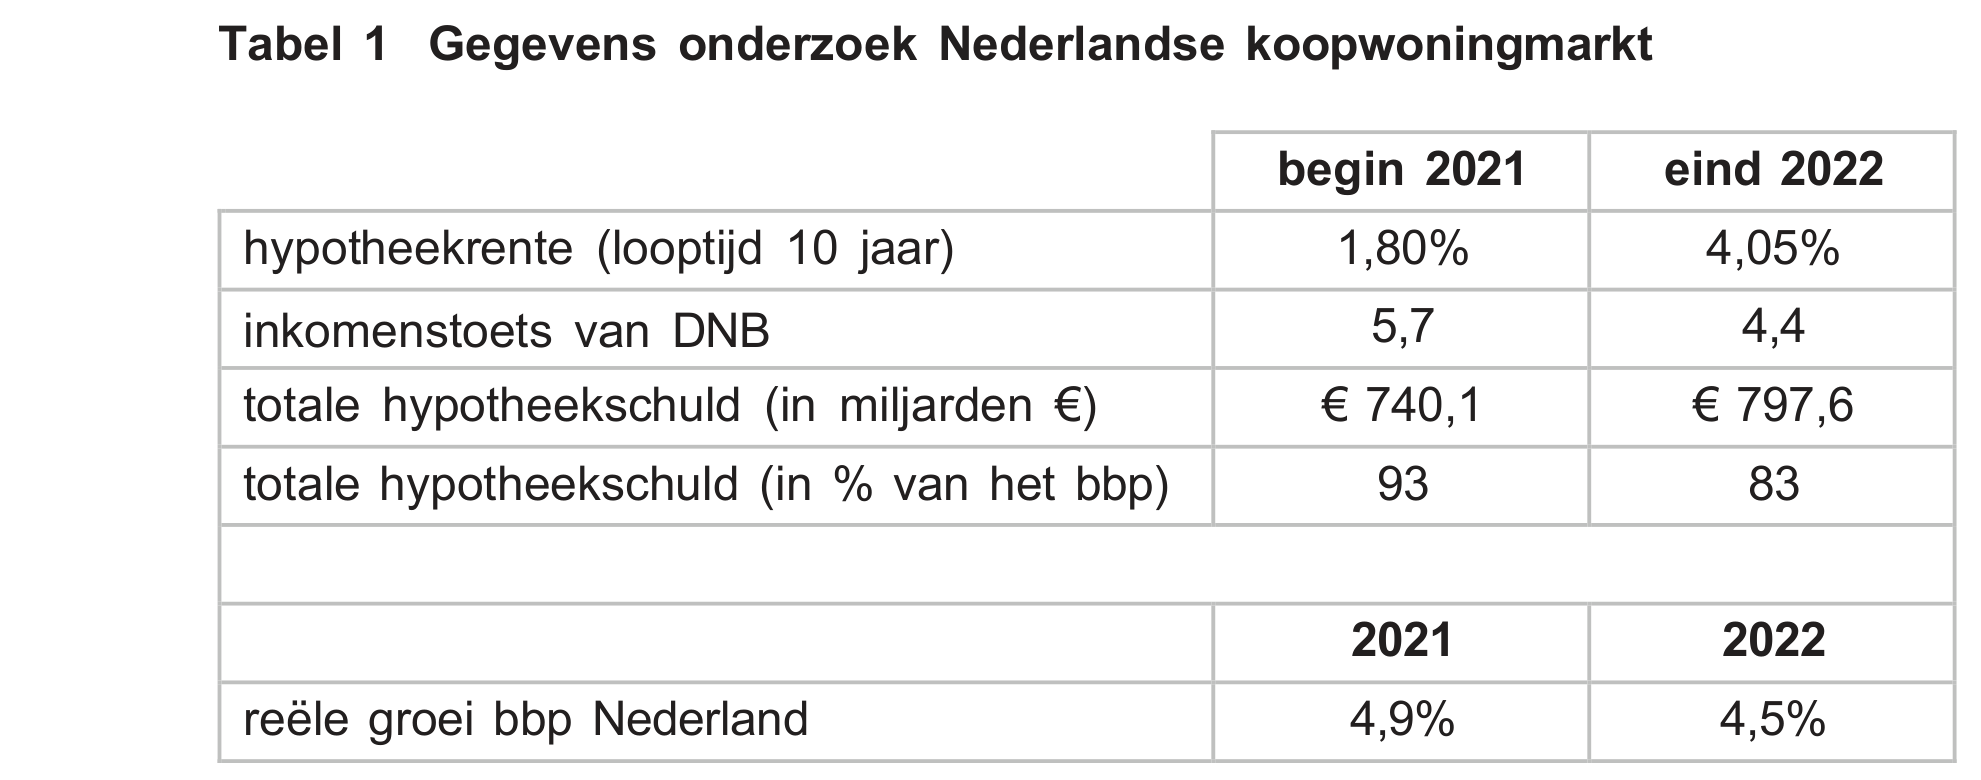 Tabel 1 Gegevens onderzoek Nederlandse koopwoningmarkt
begin 2021 eind 2022
hypotheekrente (looptijd 10 jaar) 1,80% 4,05%
inkomenstoets van DNB 5,7 4,4
totale hypotheekschuld (in miljarden €) € 740,1 € 797,6
totale hypotheekschuld (in % van het bbp) 93 83
2021 2022
reële groei bbp Nederland 4,9% 4,5%